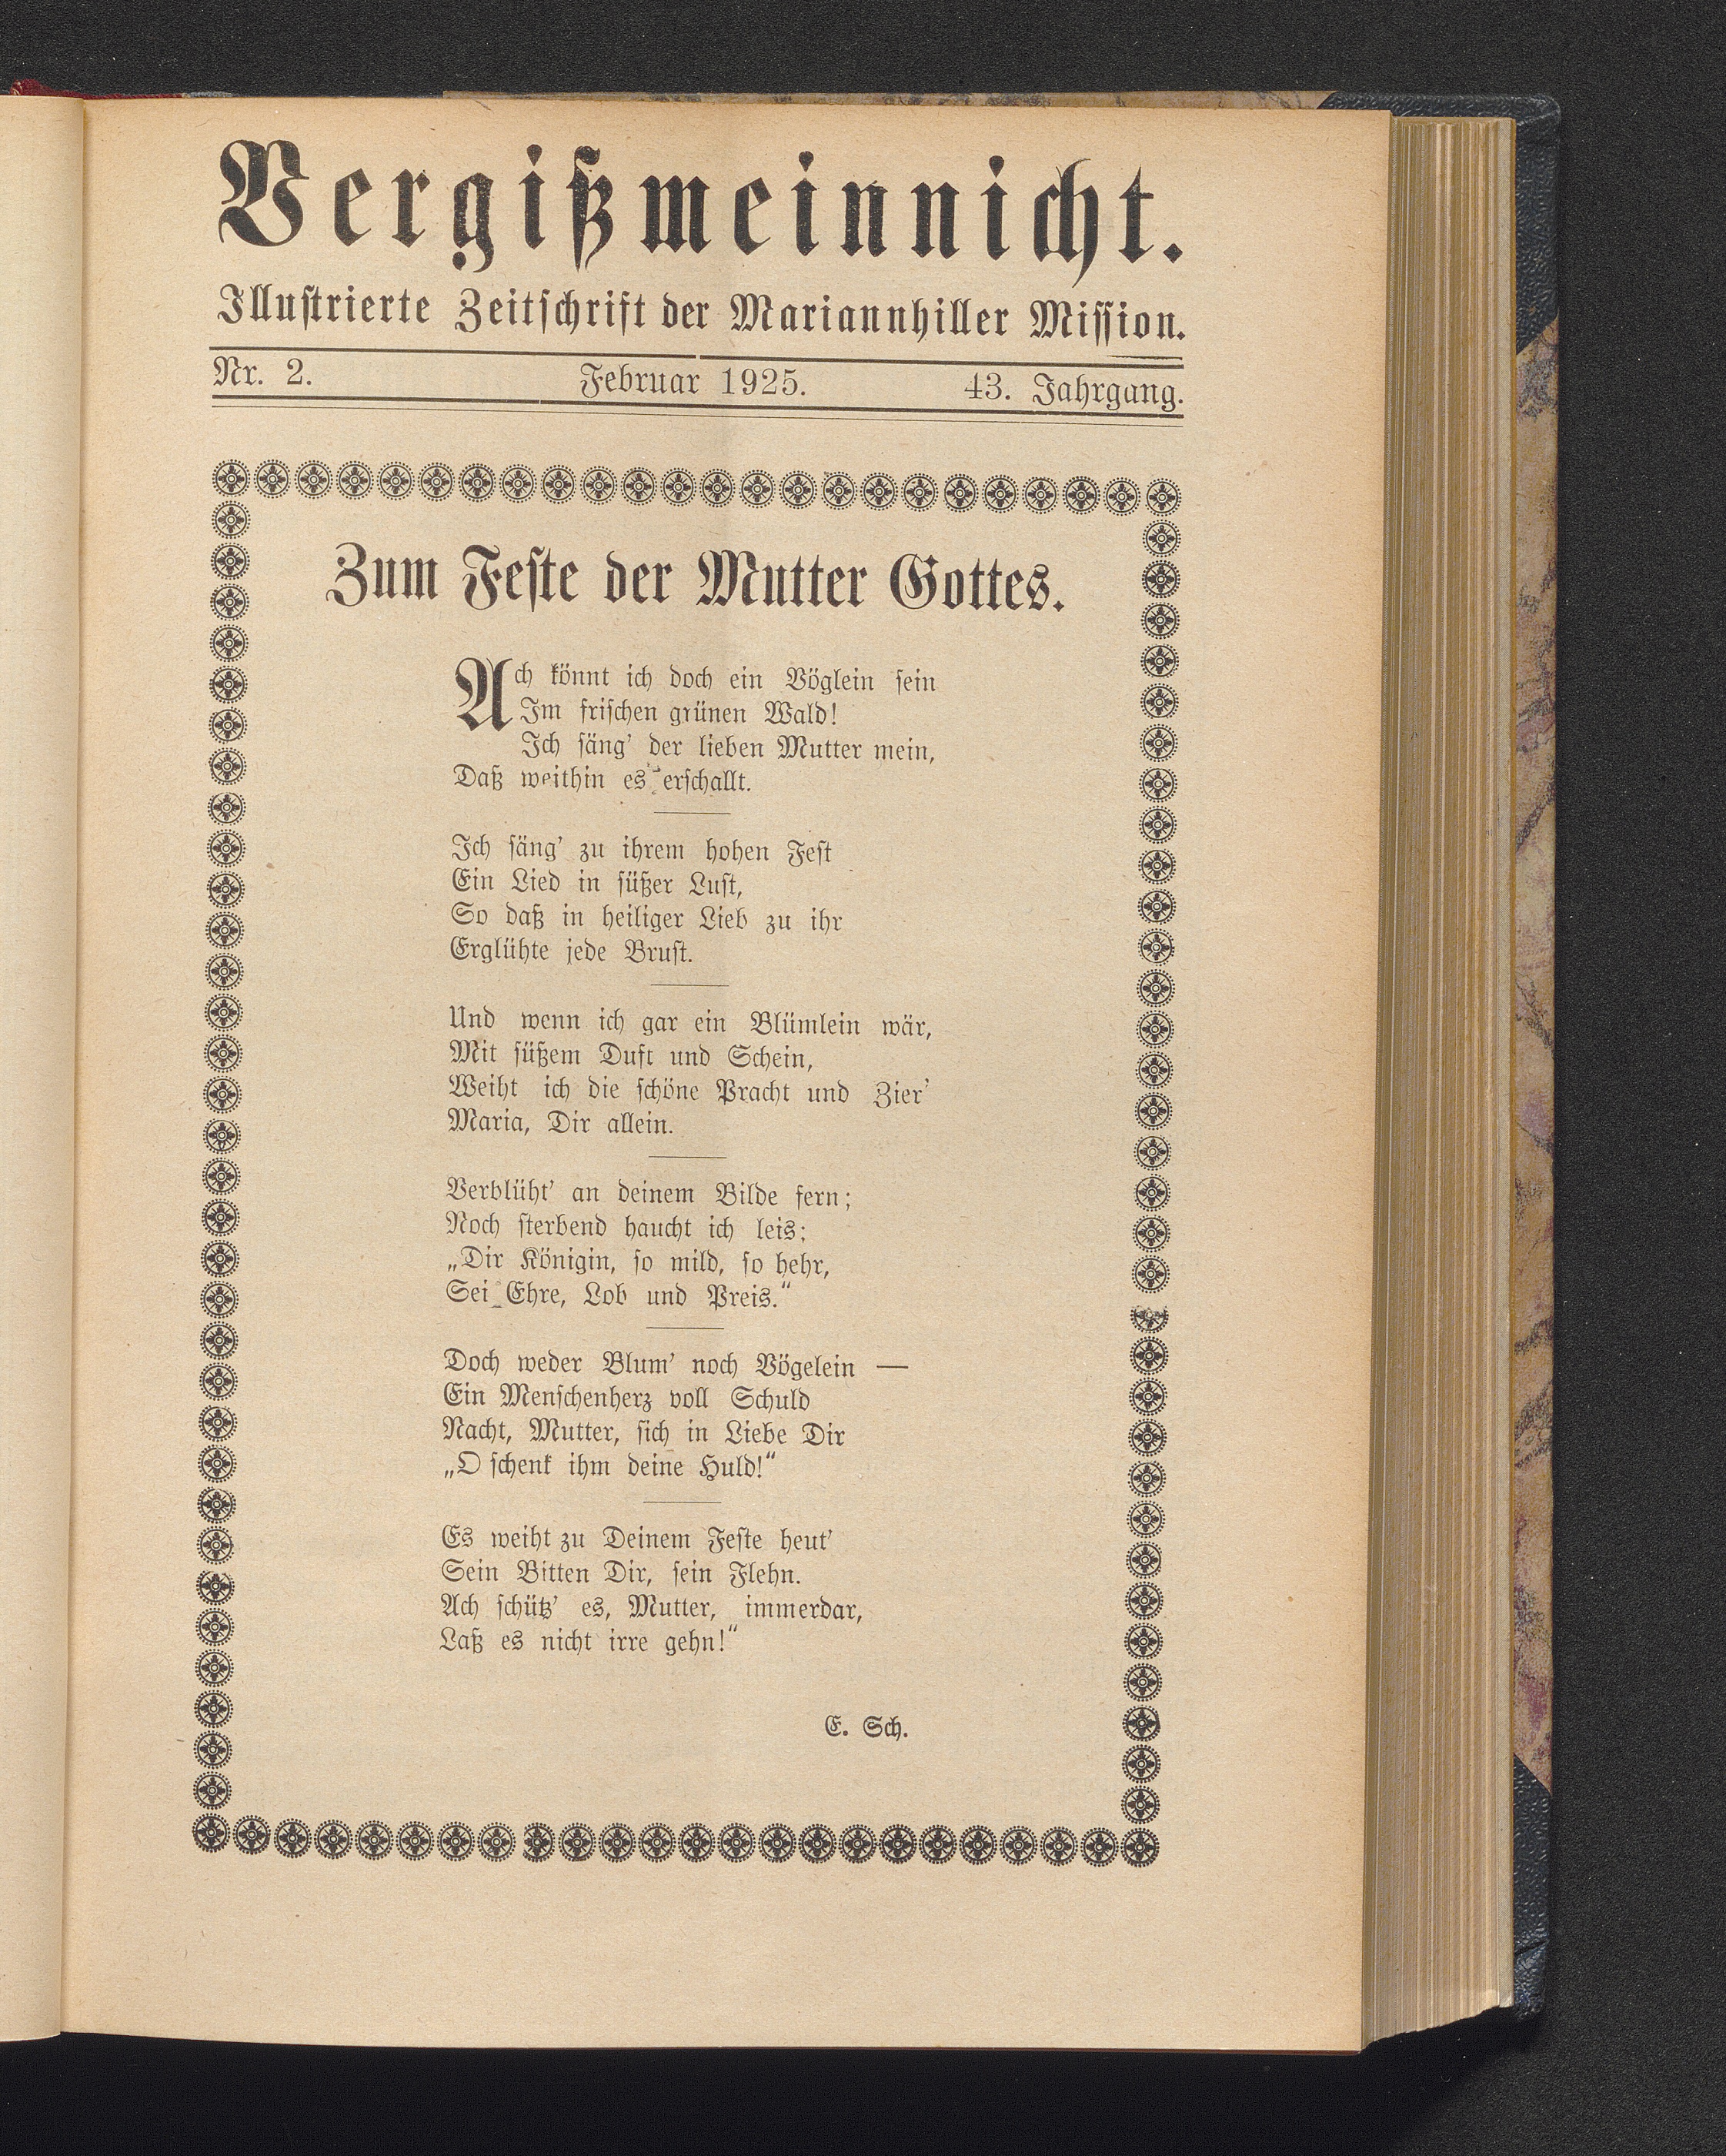 Vergißmeinnicht.
Illustrierte Zeitschrift der Mariannhiller Mission.
Nr. 2. Februar 1925. 43. Jahrgang.
Zum Feste der Mutter Gottes.
Ach könnt ich doch ein Vöglein sein
Im frischen grünen Wald!
Ich säng' der lieben Mutter mein,
Daß weithin es erschallt.
Ich säng' zu ihrem hohen Fest
Ein Lied in süßer Lust,
So daß in heiliger Lieb zu ihr
Erglühte jede Brust.
Und wenn ich gar ein Blümlein wär,
Mit süßem Duft und Schein,
Weiht ich die schöne Pracht und Zier'
Maria, Dir allein.
Verblüht' an deinem Bilde fern;
Noch sterbend haucht ich leis:
„Dir Königin, so mild, so hehr,
Sei Ehre, Lob und Preis.“
Doch weder Blum' noch Vögelein —
Ein Menschenherz voll Schuld
Nacht, Mutter, sich in Liebe Dir
„O schenk ihm deine Huld!“
Es weiht zu Deinem Feste heut'
Sein Bitten Dir, sein Flehn.
Ach schütz' es, Mutter, immerdar,
Laß es nicht irre gehn!“
E. Sch.